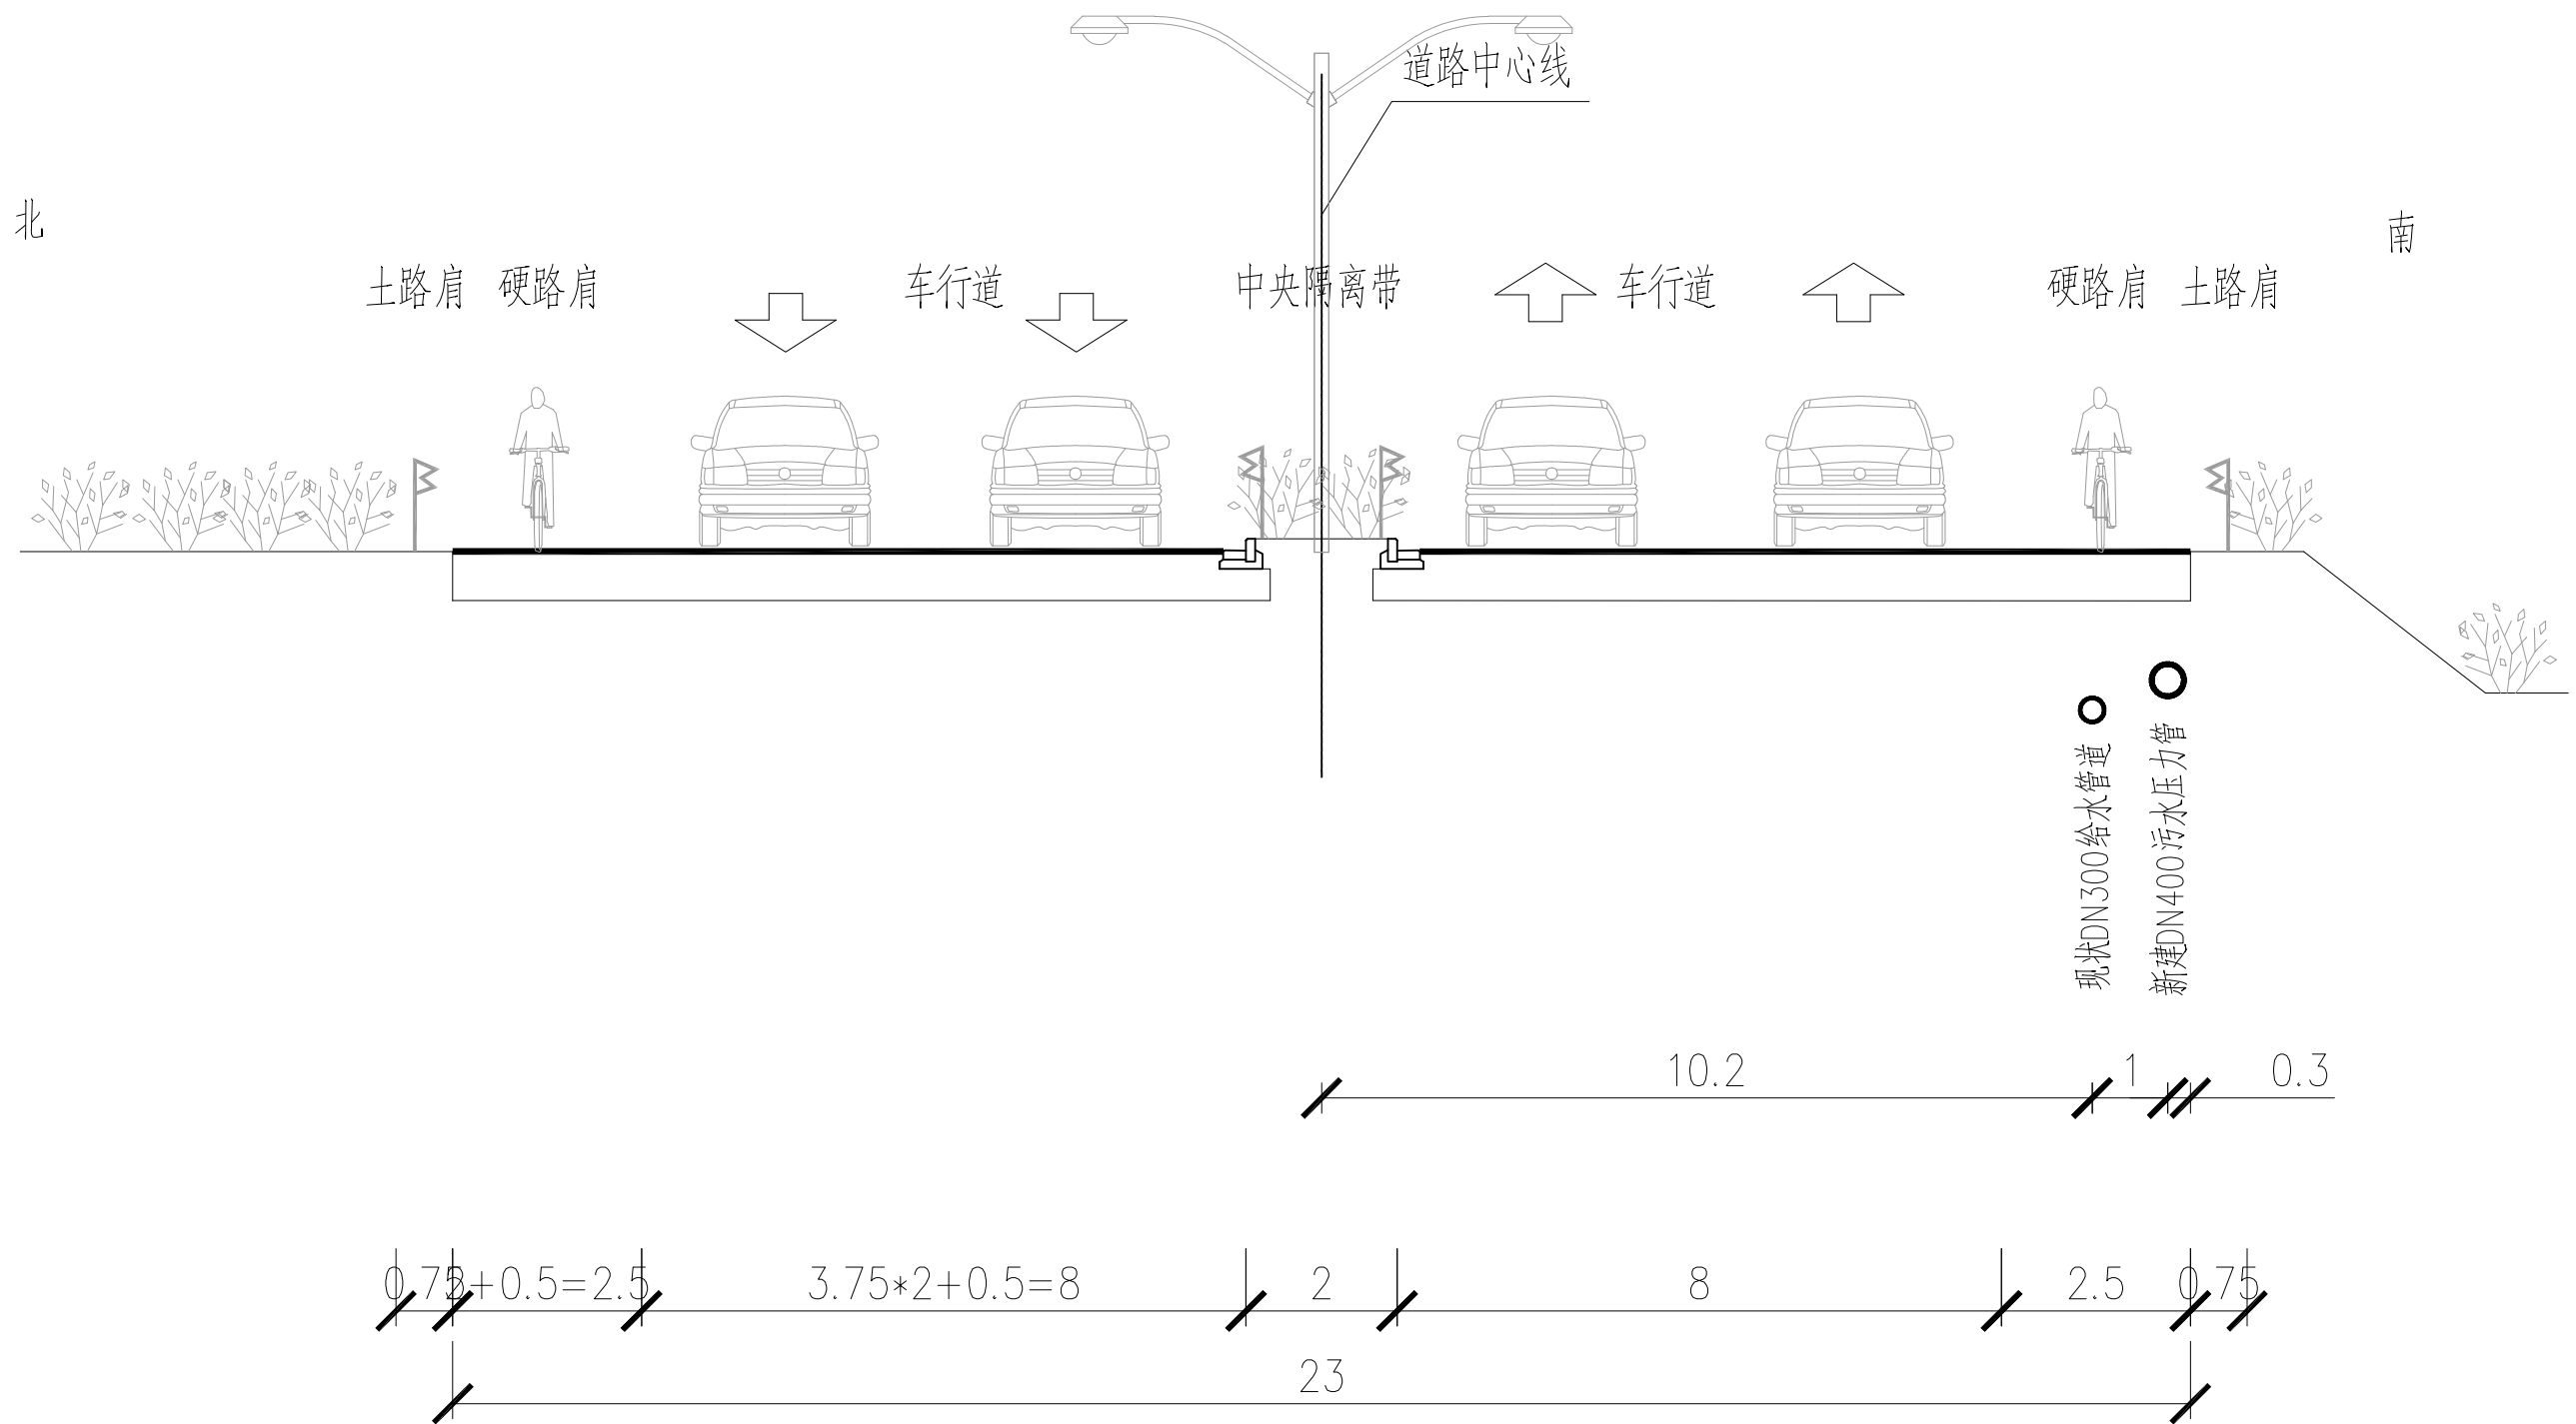 道路中心线
北
南
土路肩 硬路肩 车行道 中央隔离带 车行道 硬路肩 土路肩
现状DN300给水管道
新建DN400污水压力管
10.2 1 0.3
0.75 2+0.5=2.5 3.75*2+0.5=8 2 8 2.5 0.75
23